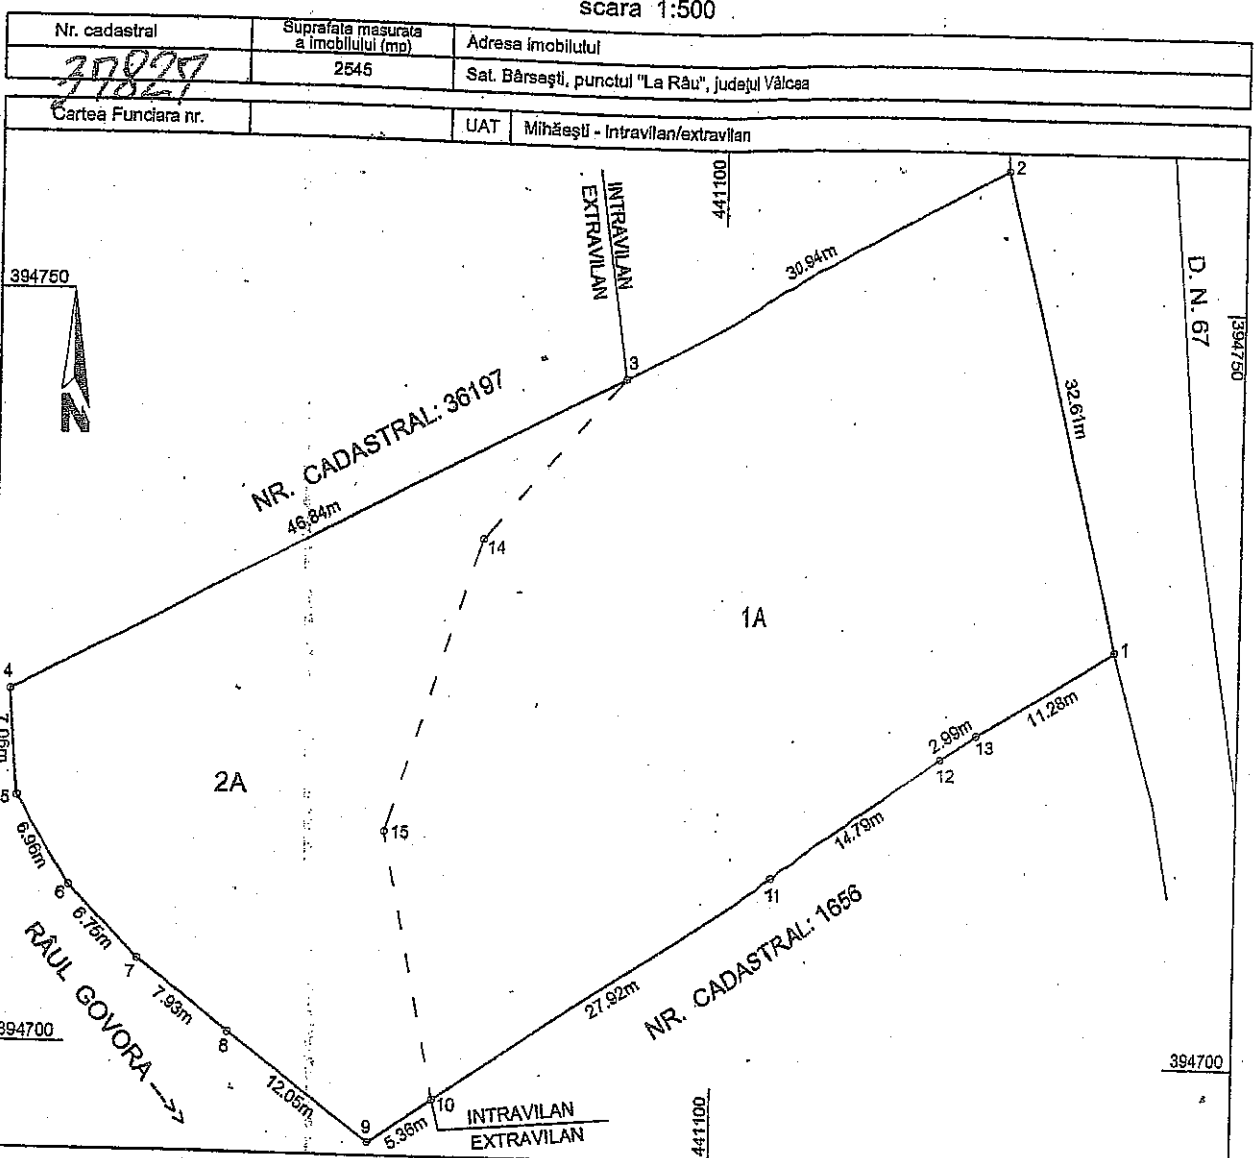 scara 1:500
Nr. cadastral
Suprafata masurata
a imobilului (mp)
Adresa imobilului
37827
2545
Sat. Bârsești, punctul "La Râu", județul Vâlcea
Cartea Funciara nr.
UAT
Mihăești - Intravilan/extravilan
INTRAVILAN
EXTRAVILAN
441100
2
394750
30.94m
D. N. 67
394750
N
3
NR. CADASTRAL: 36197
46.84m
32.61m
14
1A
4
1
7.06m
2.99m
11.28m
13
12
2A
5
15
6.96m
14.79m
6
11
6.75m
NR. CADASTRAL: 1656
RÂUL GOVORA --->>
7
7.93m
27.92m
394700
8
394700
12.05m
10
INTRAVILAN
EXTRAVILAN
9
5.36m
441100